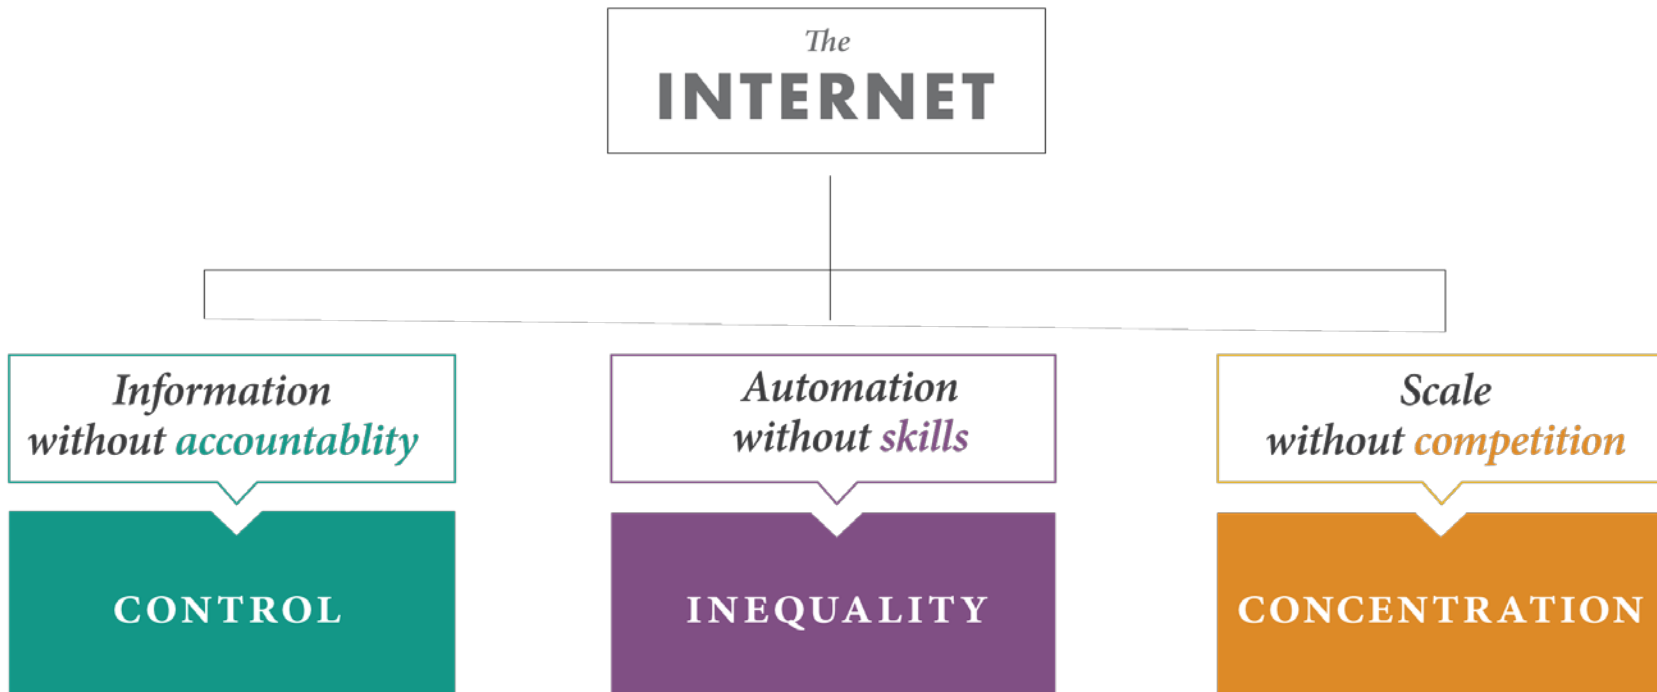 The
INTERNET
Information
without accountablity
Automation
without skills
Scale
without competition
CONTROL
INEQUALITY
CONCENTRATION